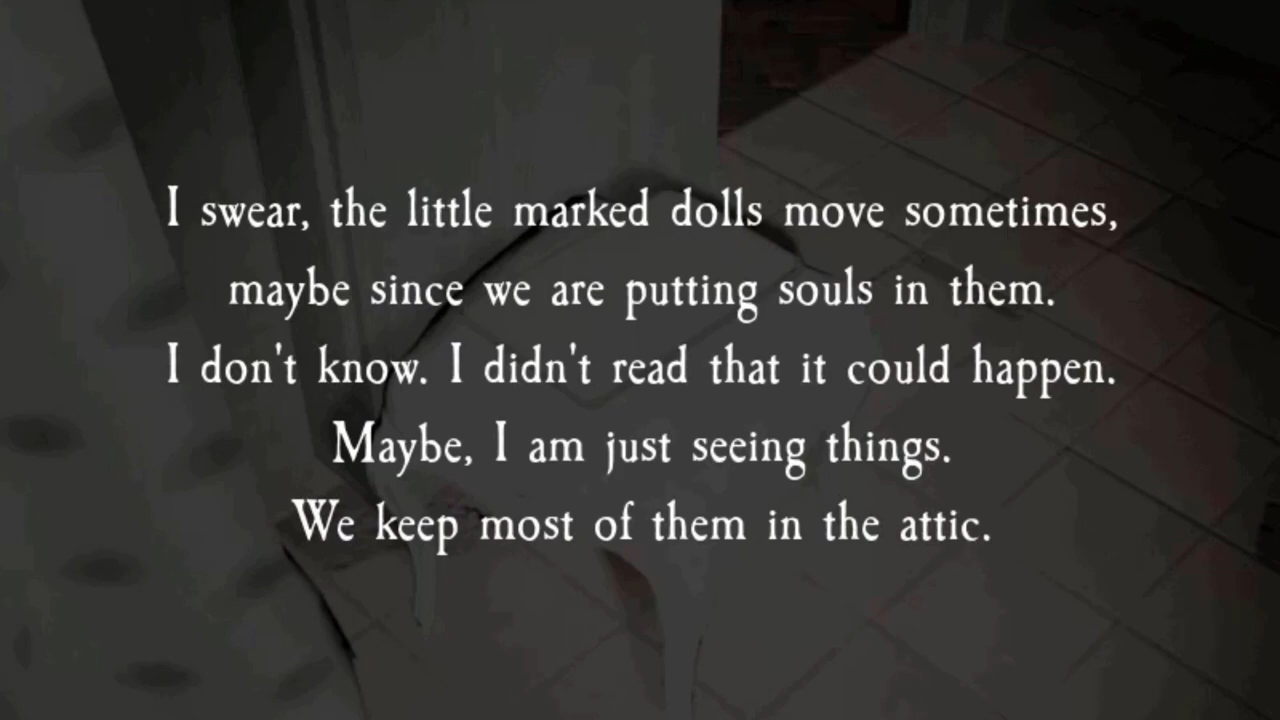 I swear, the little marked dolls move sometimes,
maybe since we are putting souls in them.
I don't know. I didn't read that it could happen.
Maybe, I am just seeing things.
We keep most of them in the attic.